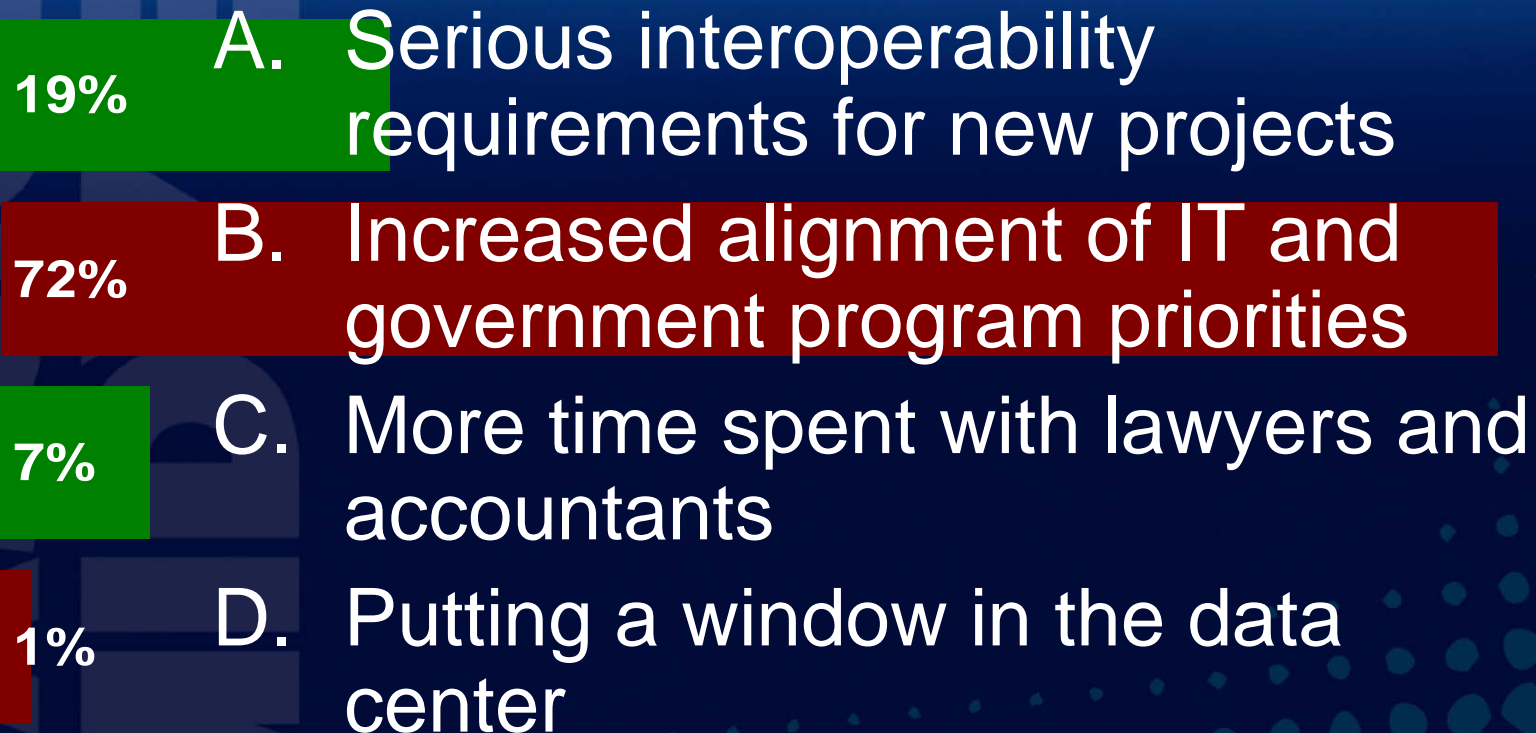 19% A. Serious interoperability
requirements for new projects
72% B. Increased alignment of IT and
government program priorities
7% C. More time spent with lawyers and
accountants
1% D. Putting a window in the data
center